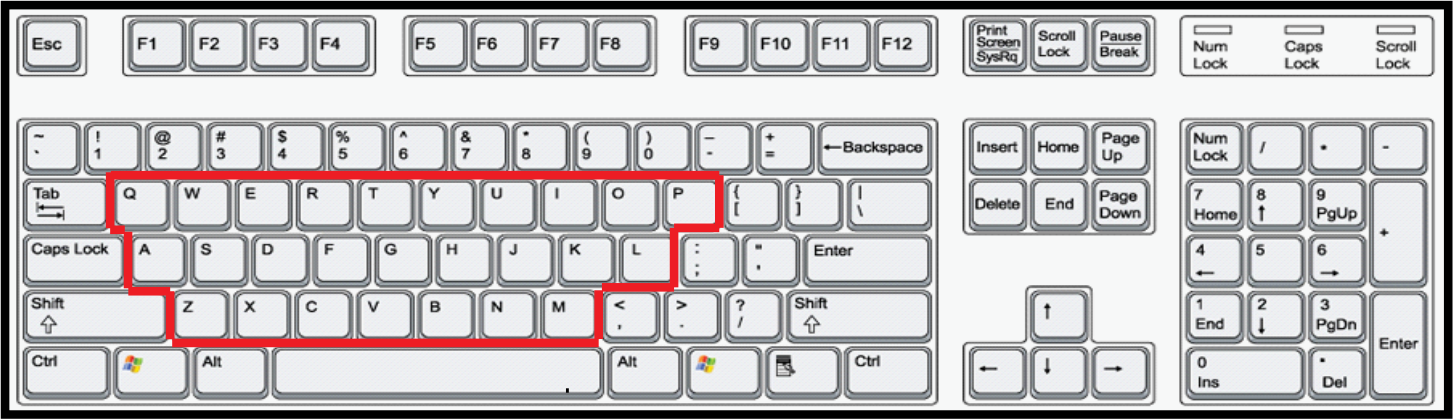 Esc F1 F2 F3 F4 F5 F6 F7 F8 F9 F10 F11 F12 Print Screen SysRq Scroll Lock Pause Break Num Lock Caps Lock Scroll Lock
~ ` ! 1 @ 2 # 3 $ 4 % 5 ^ 6 & 7 * 8 ( 9 ) 0 _ - + = ←Backspace Insert Home Page Up Num Lock / * -
Tab Q W E R T Y U I O P { [ } ] | \ Delete End Page Down 7 Home 8 ↑ 9 PgUp +
Caps Lock A S D F G H J K L : ; " ' Enter 4 ← 5 6 →
Shift ⇧ Z X C V B N M < , > . ? / Shift ⇧ ↑ 1 End 2 ↓ 3 PgDn Enter
Ctrl Alt Alt Ctrl ← ↓ → 0 Ins . Del